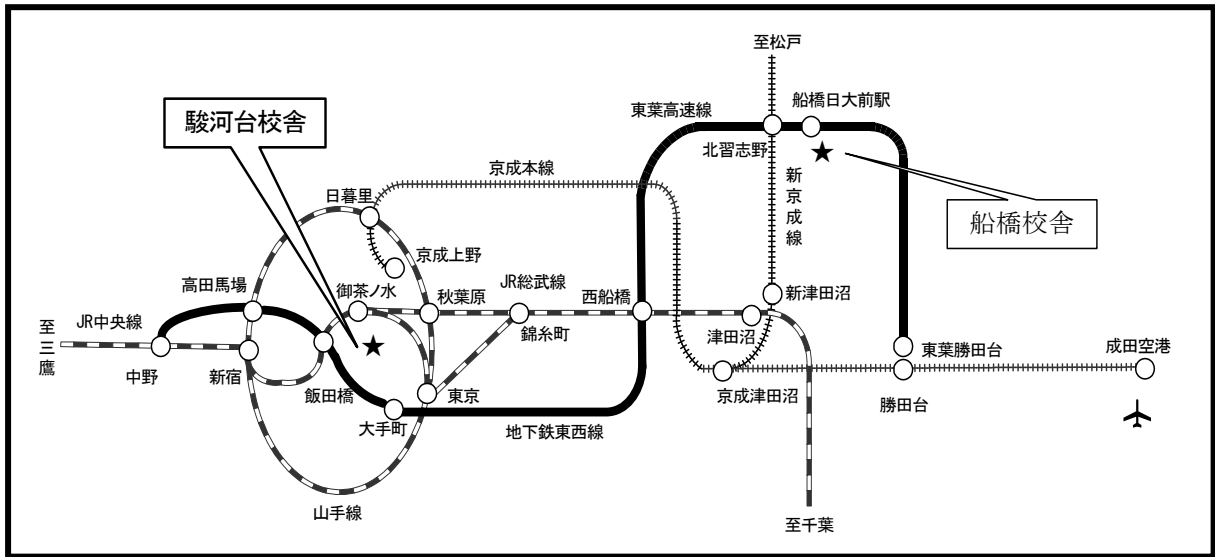 至松戸
船橋日大前駅
東葉高速線
駿河台校舎
北習志野
京成本線
新京成線
日暮里
船橋校舎
京成上野
高田馬場
御茶ノ水
秋葉原
JR総武線
西船橋
新津田沼
至三鷹
JR中央線
錦糸町
津田沼
東葉勝田台
成田空港
中野
新宿
飯田橋
東京
京成津田沼
勝田台
大手町
地下鉄東西線
山手線
至千葉